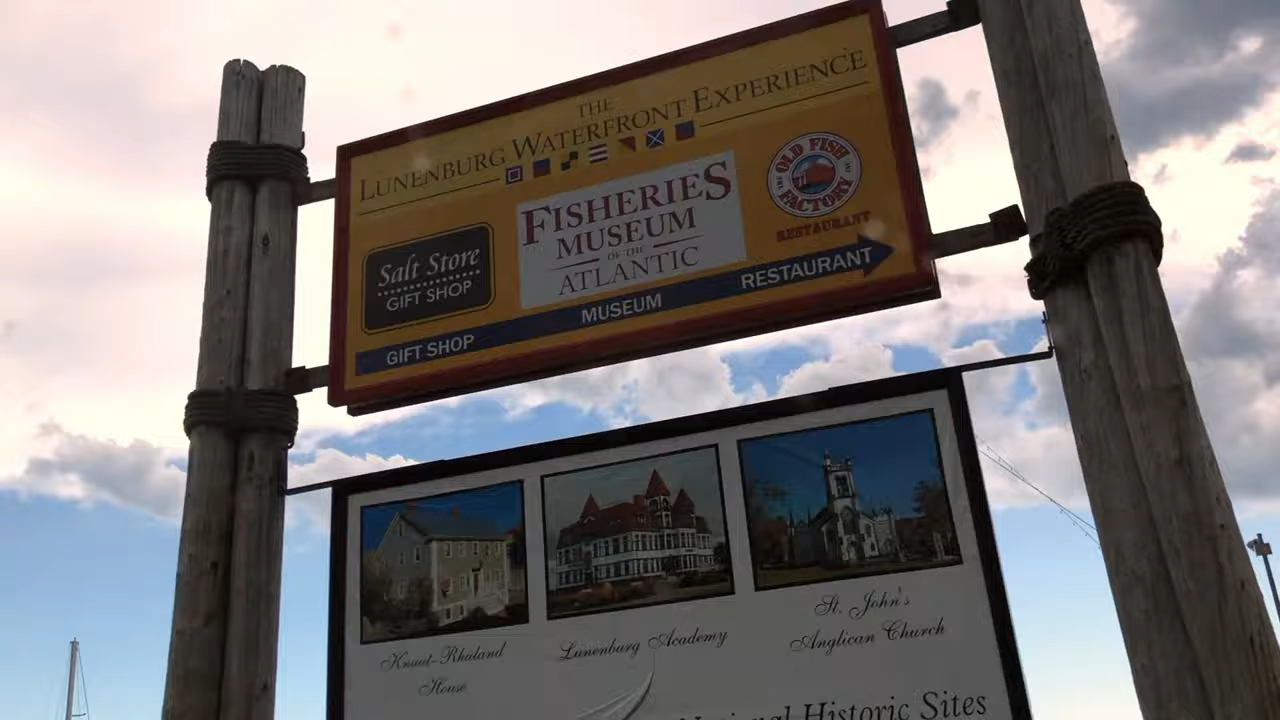 THE
LUNENBURG WATERFRONT EXPERIENCE
Salt Store
GIFT SHOP
FISHERIES
MUSEUM
OF THE
ATLANTIC
OLD FISH
THE
FACTORY
RESTAURANT
GIFT SHOP MUSEUM RESTAURANT
Knaut-Rhuland
House
Lunenburg Academy
St. John's
Anglican Church
National Historic Sites